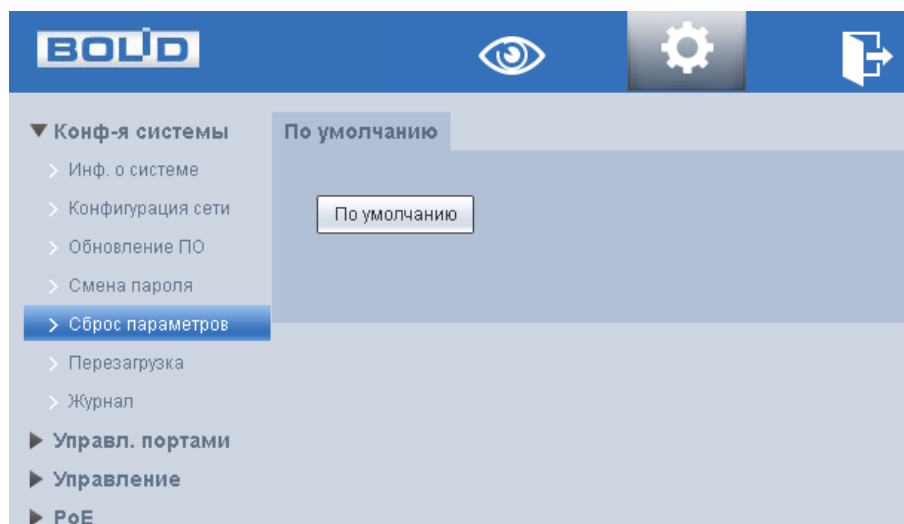 BOLID
Конф-я системы
Инф. о системе
Конфигурация сети
Обновление ПО
Смена пароля
Сброс параметров
Перезагрузка
Журнал
Управл. портами
Управление
PoE
По умолчанию
По умолчанию